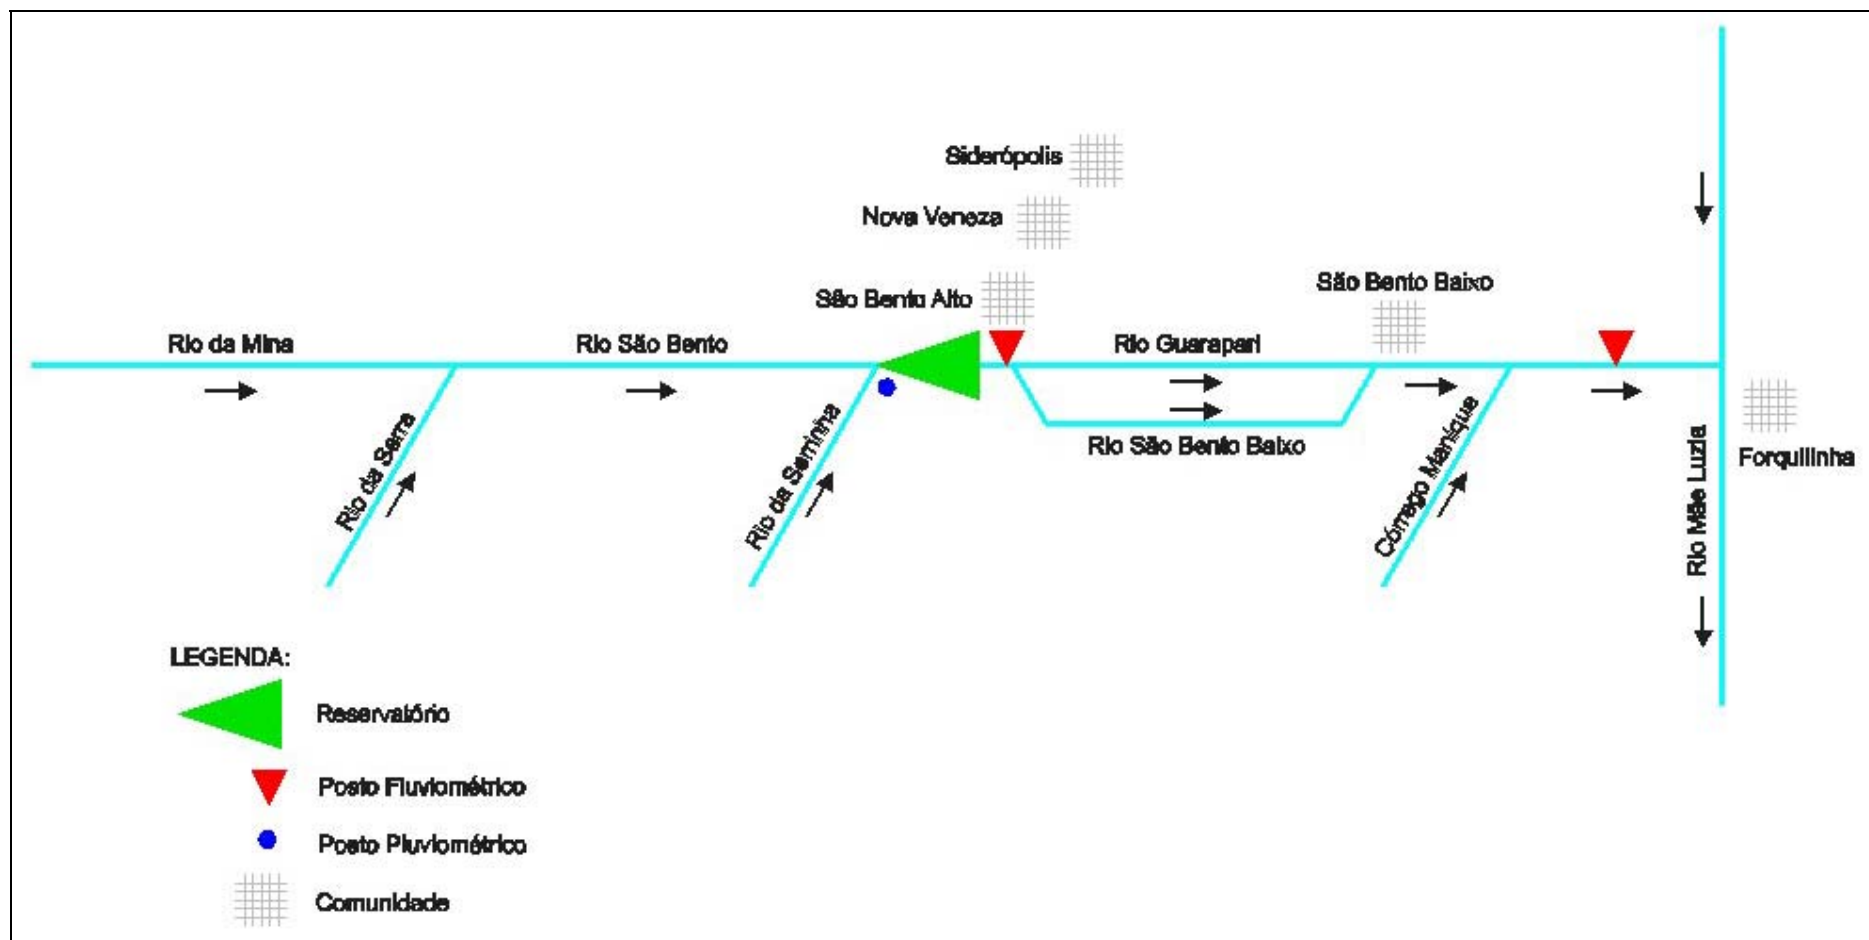 Siderópolis
Nova Veneza
São Bento Alto
São Bento Baixo
Rio da Mina
Rio São Bento
Rio Guarapari
Rio da Serra
Rio da Serrinha
Rio São Bento Baixo
Córrego Manique
Rio Mãe Luzia
Forquilinha
LEGENDA:
Reservatório
Posto Fluviométrico
Posto Pluviométrico
Comunidade